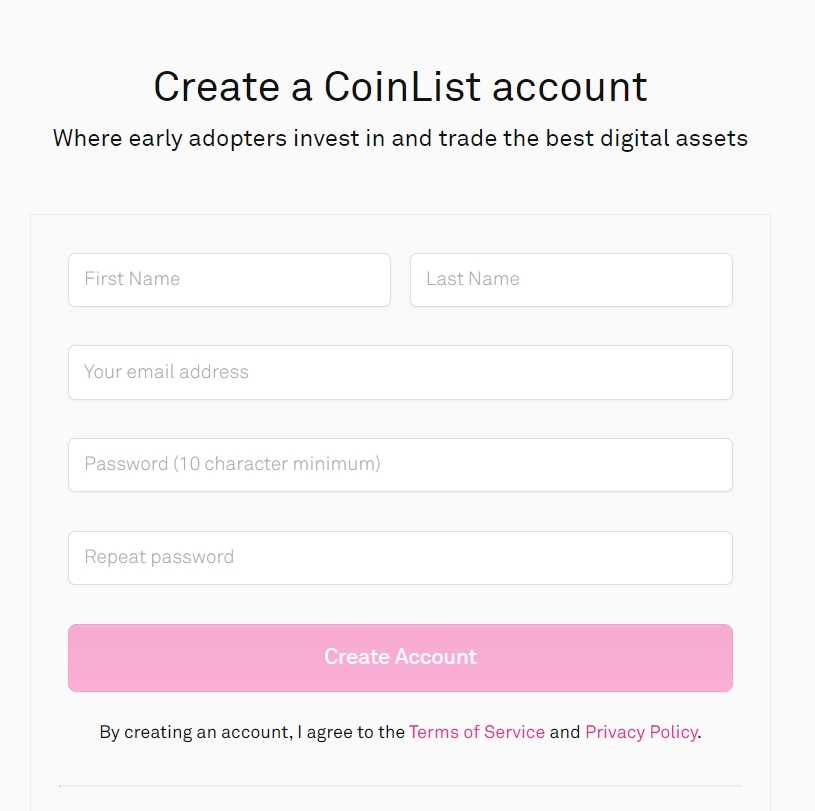 Create a CoinList account
Where early adopters invest in and trade the best digital assets
First Name
Last Name
Your email address
Password (10 character minimum)
Repeat password
Create Account
By creating an account, I agree to the Terms of Service and Privacy Policy.